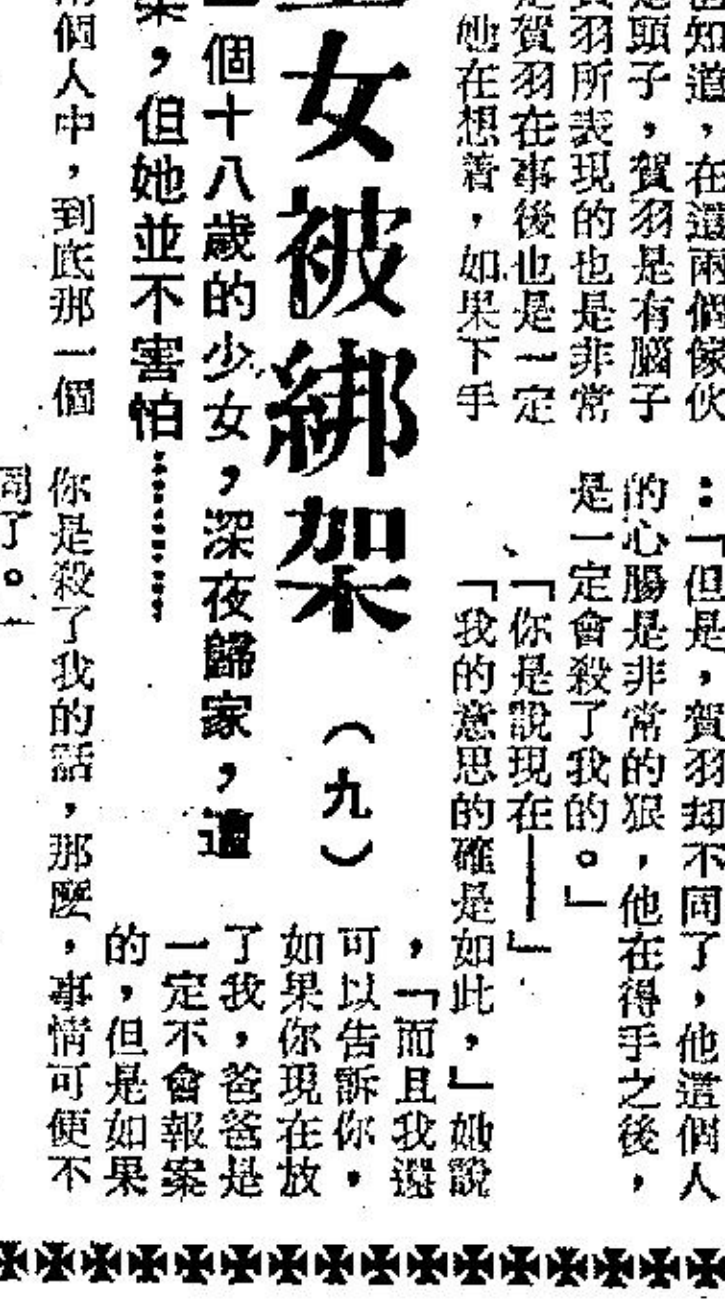 知道，在這兩個傢伙
頭子，賀羽是有腦子
羽所表現的也是非常
賀羽在事後也是一定
她在想着，如果下手
女被綁架
（九）
一個十八歲的少女，深夜歸家，遭
架，但她並不害怕…………
個人中，到底那一個
：「但是，賀羽却不同了，他這個人
的心腸是非常的狠，他在得手之後，
是一定會殺了我的。」
「你是說現在——」
「我的意思的確是如此，」她說
，「而且我還
可以告訴你，
如果你現在放
了我，爸爸是
一定不會報案
的，但是如果
你是殺了我的話，那麼，事情可便不
同了。」